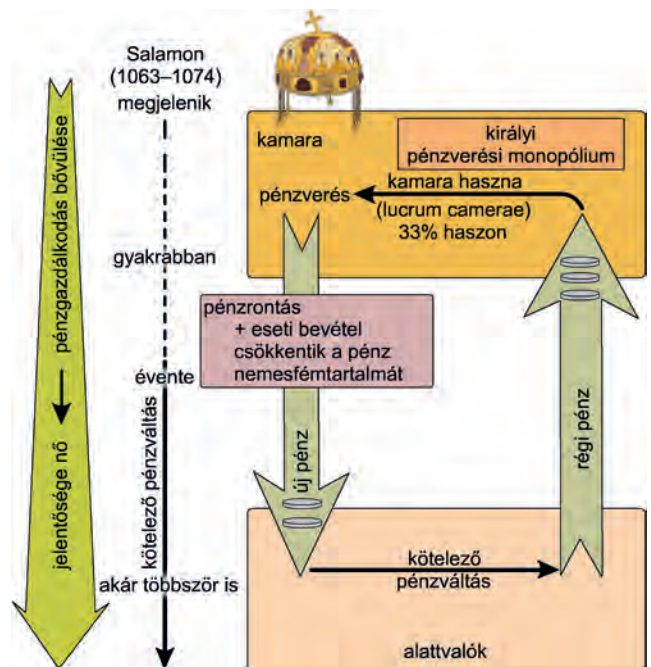 Salamon
(1063–1074)
megjelenik
pénzgazdálkodás bővülése
jelentősége nő
gyakrabban
évente
kötelező pénzváltás
akár többször is
kamara
királyi
pénzverési monopólium
pénzverés
kamara haszna
(lucrum camerae)
33% haszon
pénzrontás
+ eseti bevétel
csökkentik a pénz
nemesfémtartalmát
új pénz
régi pénz
kötelező
pénzváltás
alattvalók